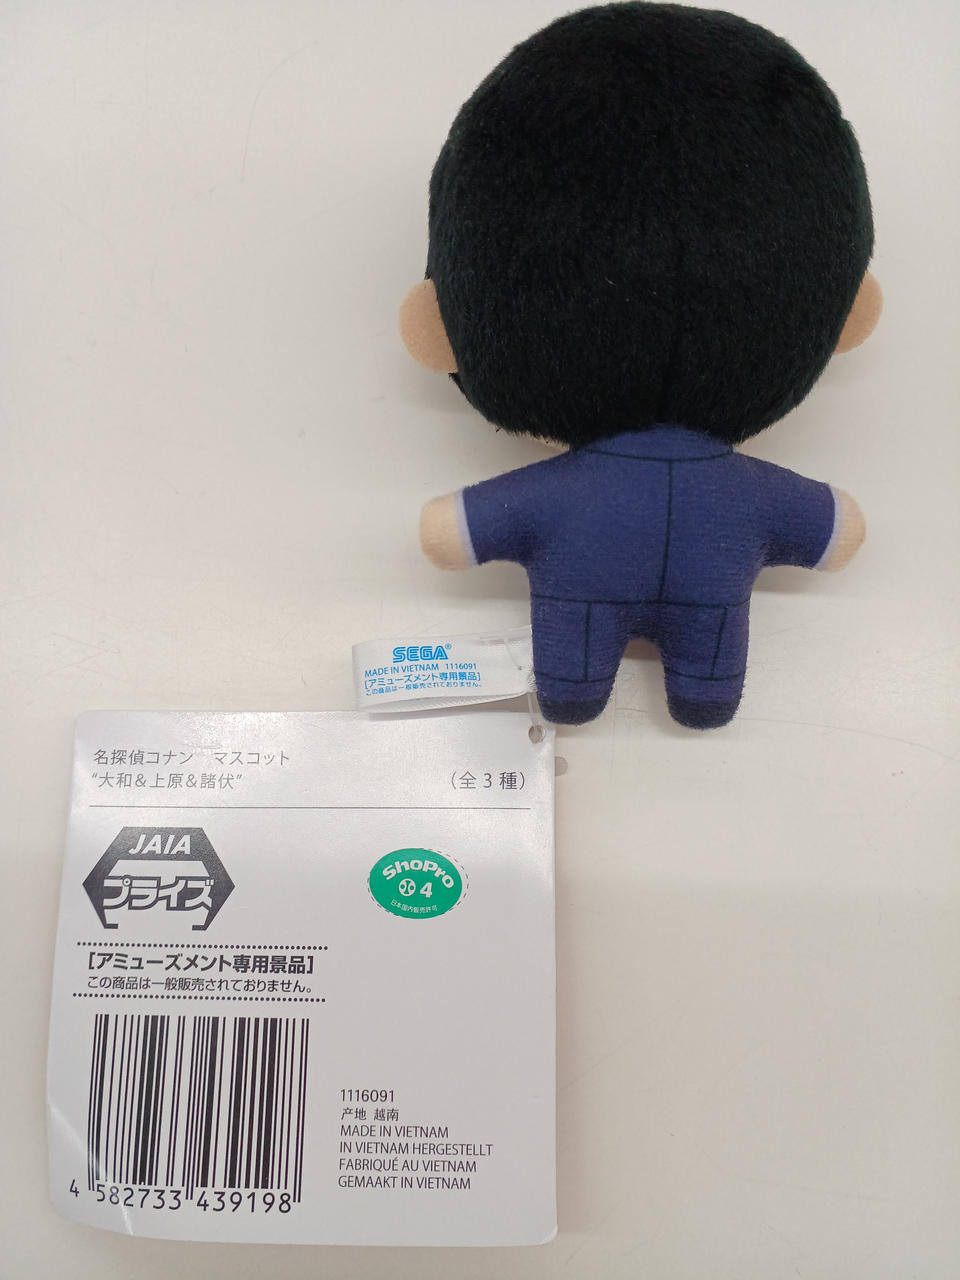 SEGA®
MADE IN VIETNAM 1116091
[アミューズメント専用景品]
この商品は一般販売されておりません。
名探偵コナン マスコット
“大和＆上原＆諸伏”
（全3種）
JAIA
プライズ
ShoPro
4
日本国内販売許可
[アミューズメント専用景品]
この商品は一般販売されておりません。
4 582733 439198
1116091
产地 越南
MADE IN VIETNAM
IN VIETNAM HERGESTELLT
FABRIQUÉ AU VIETNAM
GEMAAKT IN VIETNAM